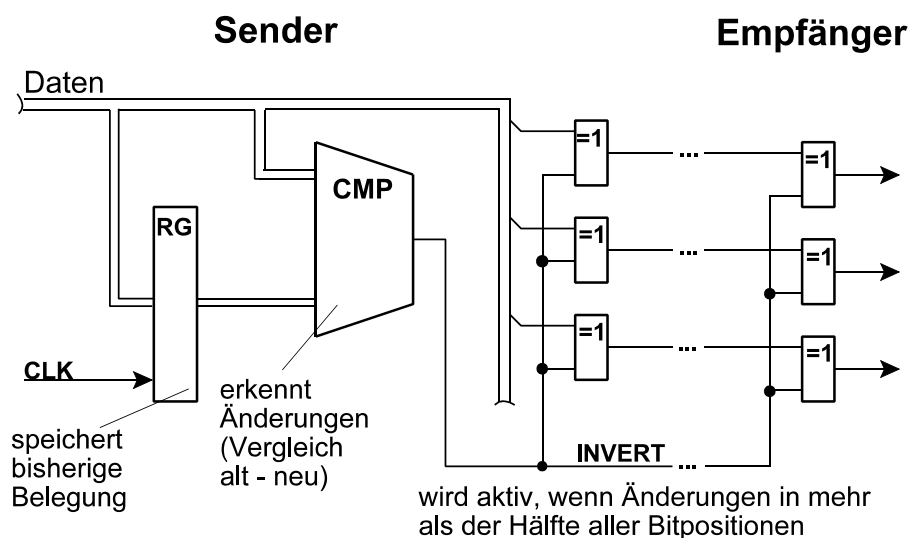 Sender
Empfänger
Daten
=1
=1
CMP
RG
=1
=1
=1
=1
CLK
erkennt
Änderungen
(Vergleich
alt - neu)
speichert
bisherige
Belegung
INVERT
wird aktiv, wenn Änderungen in mehr
als der Hälfte aller Bitpositionen